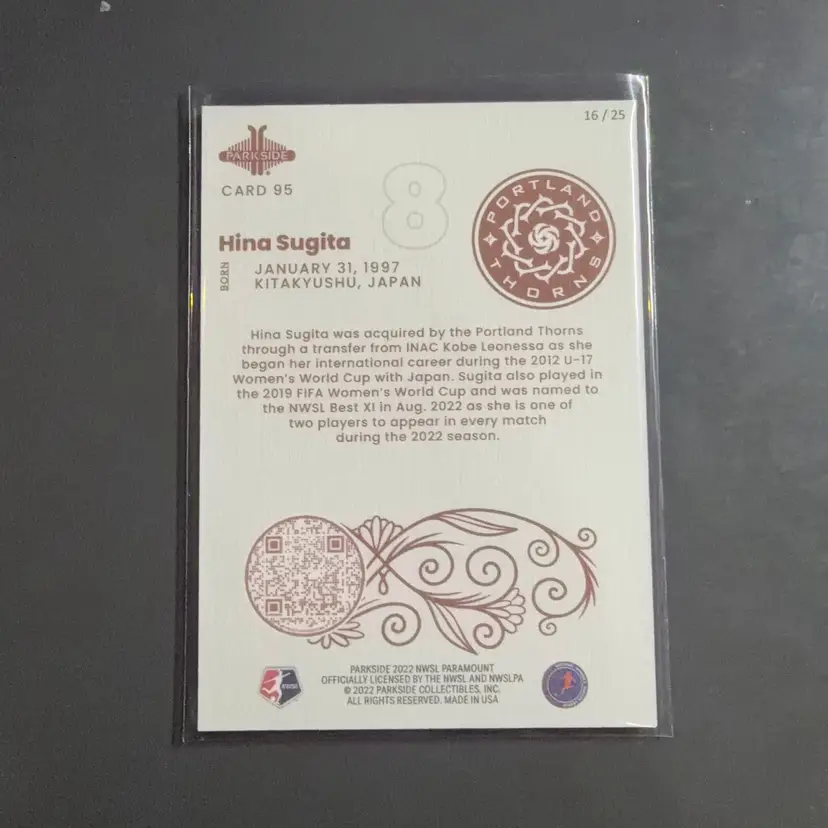 16 / 25
PARKSIDE
CARD 95
8
PORTLAND
THORNS
Hina Sugita
BORN
JANUARY 31, 1997
KITAKYUSHU, JAPAN
Hina Sugita was acquired by the Portland Thorns
through a transfer from INAC Kobe Leonessa as she
began her international career during the 2012 U-17
Women's World Cup with Japan. Sugita also played in
the 2019 FIFA Women's World Cup and was named to
the NWSL Best XI in Aug. 2022 as she is one of
two players to appear in every match
during the 2022 season.
PARKSIDE 2022 NWSL PARAMOUNT
OFFICIALLY LICENSED BY THE NWSL AND NWSLPA
© 2022 PARKSIDE COLLECTIBLES, INC.
ALL RIGHTS RESERVED. MADE IN USA